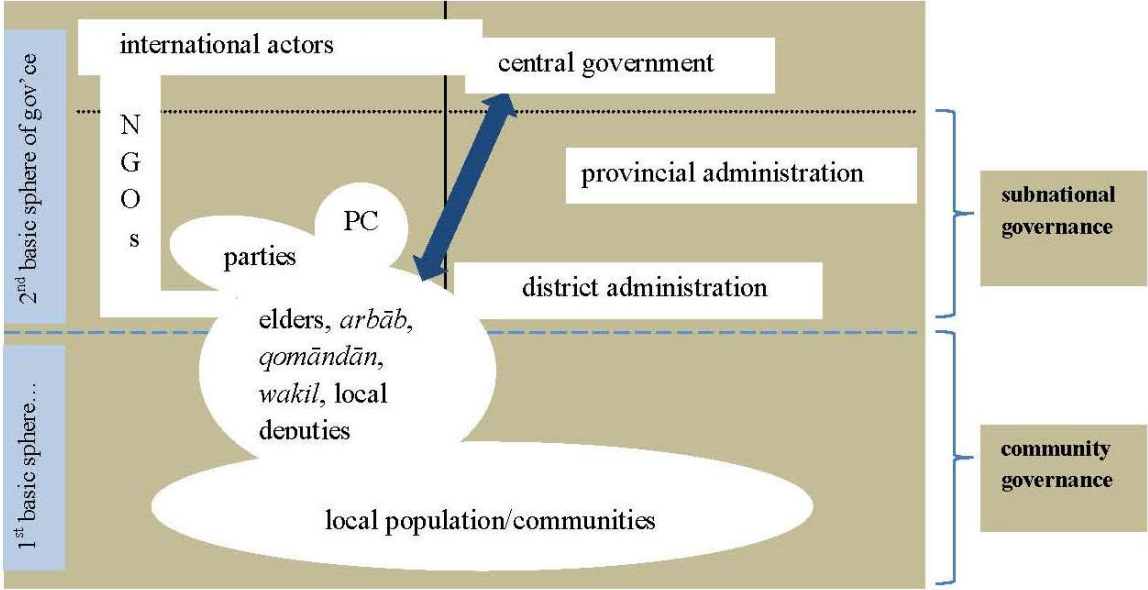 2nd basic sphere of gov’ ce
1st basic sphere…
international actors
central government
N
G
O
s
provincial administration
PC
parties
district administration
elders, arbāb,
qomāndān,
wakil, local
deputies
local population/communities
subnational
governance
community
governance